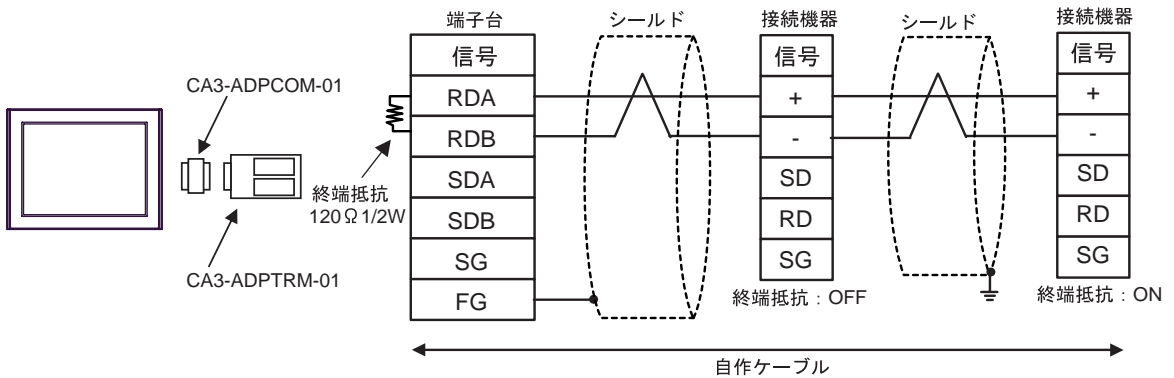 端子台
シールド
接続機器
シールド
接続機器
信号
信号
信号
CA3-ADPCOM-01
RDA
+
+
RDB
-
-
SDA
SD
SD
終端抵抗
120Ω 1/2W
SDB
RD
RD
SG
SG
SG
CA3-ADPTRM-01
FG
終端抵抗：OFF
終端抵抗：ON
自作ケーブル